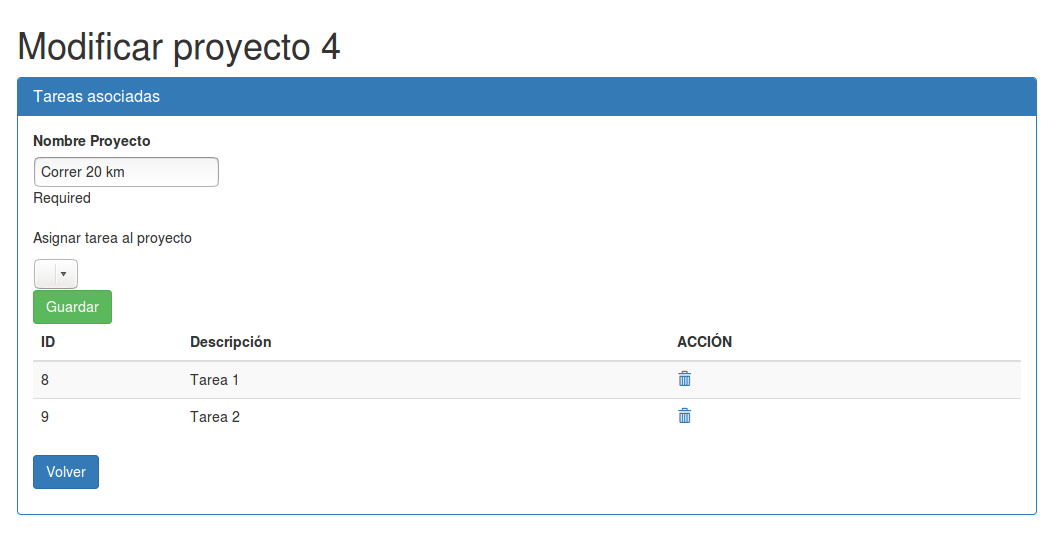 Modificar proyecto 4
Tareas asociadas
Nombre Proyecto
Correr 20 km
Required
Asignar tarea al proyecto
Guardar
ID Descripción ACCIÓN
8 Tarea 1
9 Tarea 2
Volver